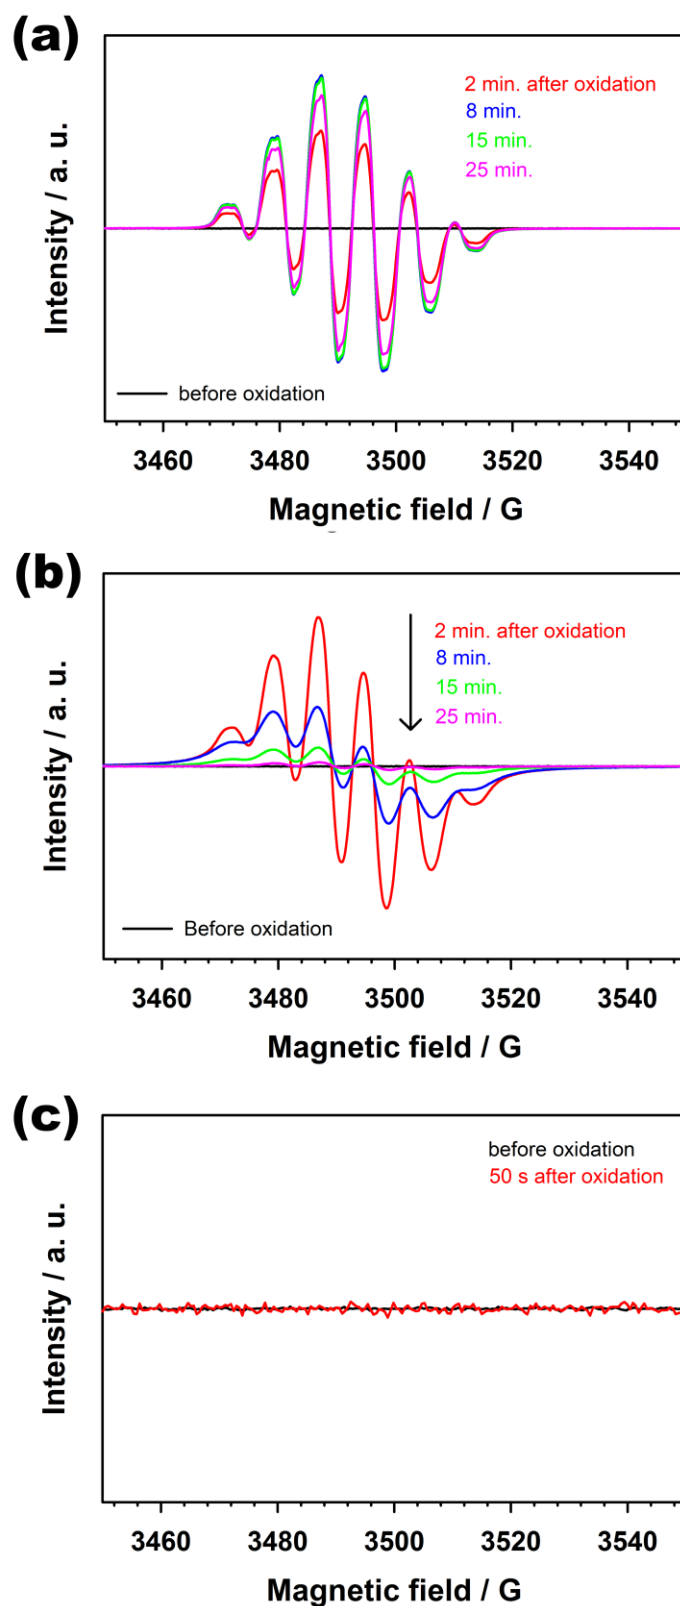 (a)
2 min. after oxidation
8 min.
15 min.
25 min.
Intensity / a. u.
before oxidation
3460 3480 3500 3520 3540
Magnetic field / G
(b)
2 min. after oxidation
8 min.
15 min.
25 min.
Intensity / a. u.
Before oxidation
3460 3480 3500 3520 3540
Magnetic field / G
(c)
before oxidation
50 s after oxidation
Intensity / a. u.
3460 3480 3500 3520 3540
Magnetic field / G